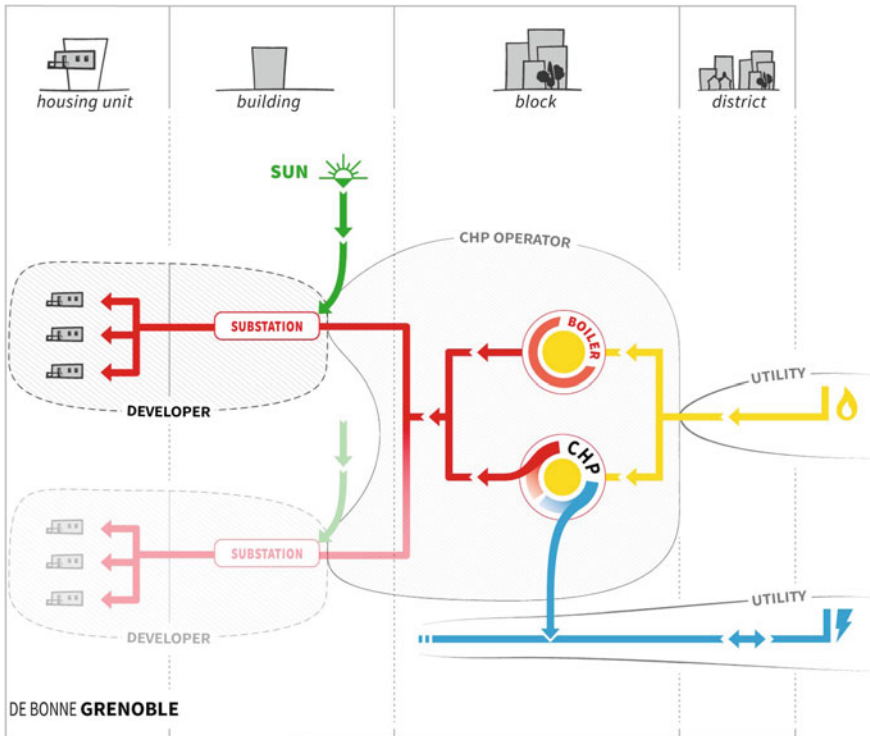 housing unit
building
block
district
SUN
CHP OPERATOR
SUBSTATION
BOILER
UTILITY
DEVELOPER
CHP
SUBSTATION
UTILITY
DEVELOPER
DE BONNE GRENOBLE